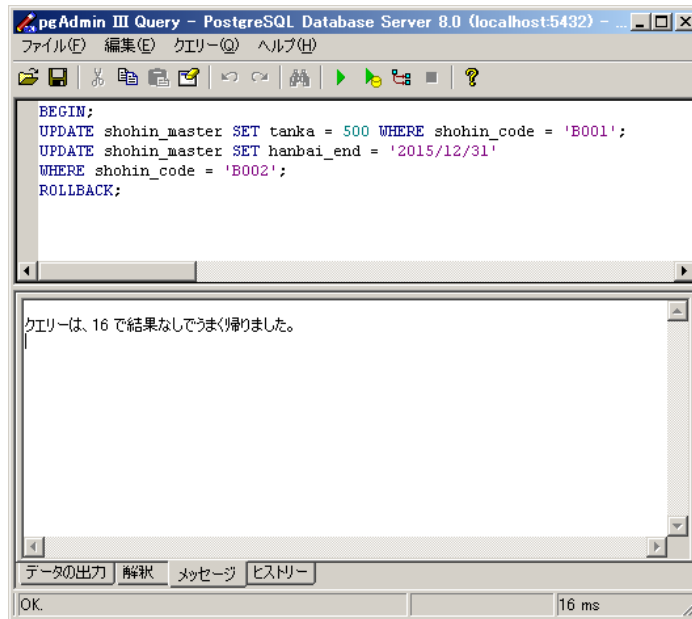 pgAdmin III Query - PostgreSQL Database Server 8.0 (localhost:5432) - ...
ファイル(F) 編集(E) クエリー(Q) ヘルプ(H)
BEGIN;
UPDATE shohin_master SET tanka = 500 WHERE shohin_code = 'B001';
UPDATE shohin_master SET hanbai_end = '2015/12/31'
WHERE shohin_code = 'B002';
ROLLBACK;
クエリーは、16 で結果なしでうまく帰りました。
データの出力 解釈 メッセージ ヒストリー
OK. 16 ms